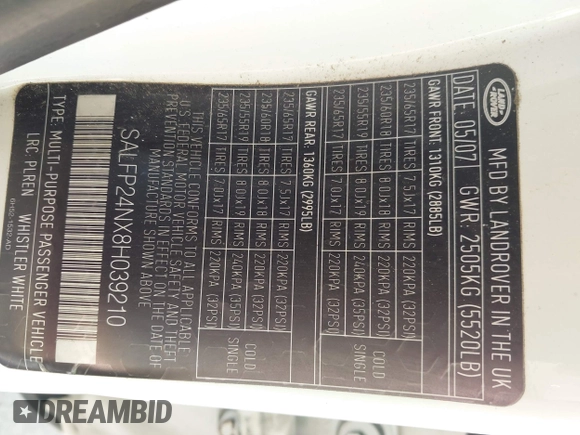 LAND ROVER
MFD BY LANDROVER IN THE UK
DATE 05/07 GWR: 2505KG (5520LB)
GAWR FRONT: 1310KG (2885LB)
235/65R17 TIRES 7.5Jx17 RIMS 220KPA (32PSI)
235/60R18 TIRES 8.0Jx18 RIMS 220KPA (32PSI) COLD
235/55R19 TIRES 8.0Jx19 RIMS 240KPA (35PSI) SINGLE
235/65R17 TIRES 7.0Jx17 RIMS 220KPA (32PSI)
GAWR REAR: 1360KG (2995LB)
235/65R17 TIRES 7.5Jx17 RIMS 220KPA (32PSI)
235/60R18 TIRES 8.0Jx18 RIMS 220KPA (32PSI) COLD
235/55R19 TIRES 8.0Jx19 RIMS 240KPA (35PSI) SINGLE
235/65R17 TIRES 7.0Jx17 RIMS 220KPA (32PSI)
THIS VEHICLE CONFORMS TO ALL APPLICABLE
U.S FEDERAL MOTOR VEHICLE SAFETY AND THEFT
PREVENTION STANDARDS IN EFFECT ON THE DATE OF
MANUFACTURE SHOWN ABOVE
SALFP24NX8H039210
TYPE: MULTI-PURPOSE PASSENGER VEHICLE
LRC, PLREN WHISTLER WHITE
6H52-1532-AD
DREAMBID